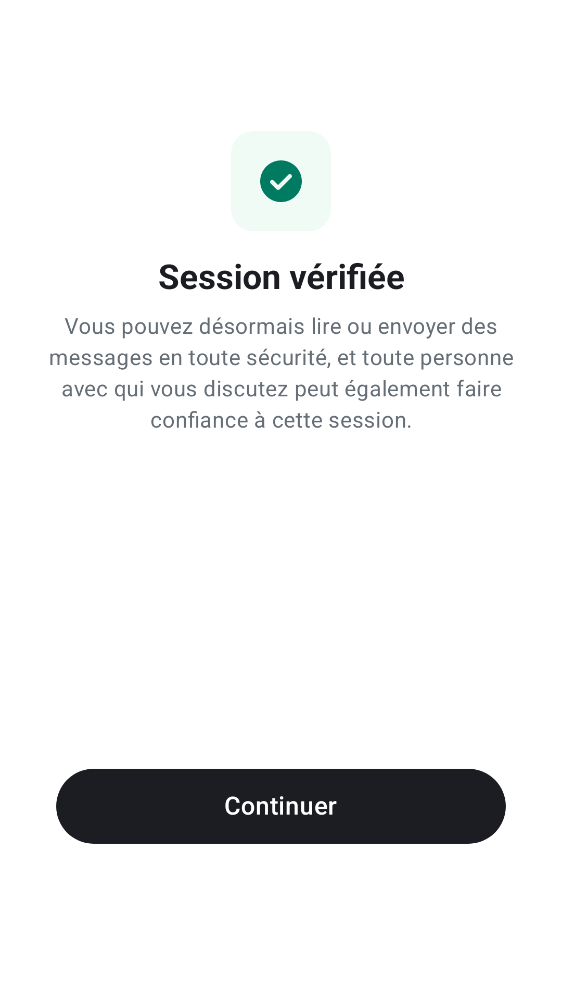 Session vérifiée
Vous pouvez désormais lire ou envoyer des
messages en toute sécurité, et toute personne
avec qui vous discutez peut également faire
confiance à cette session.
Continuer